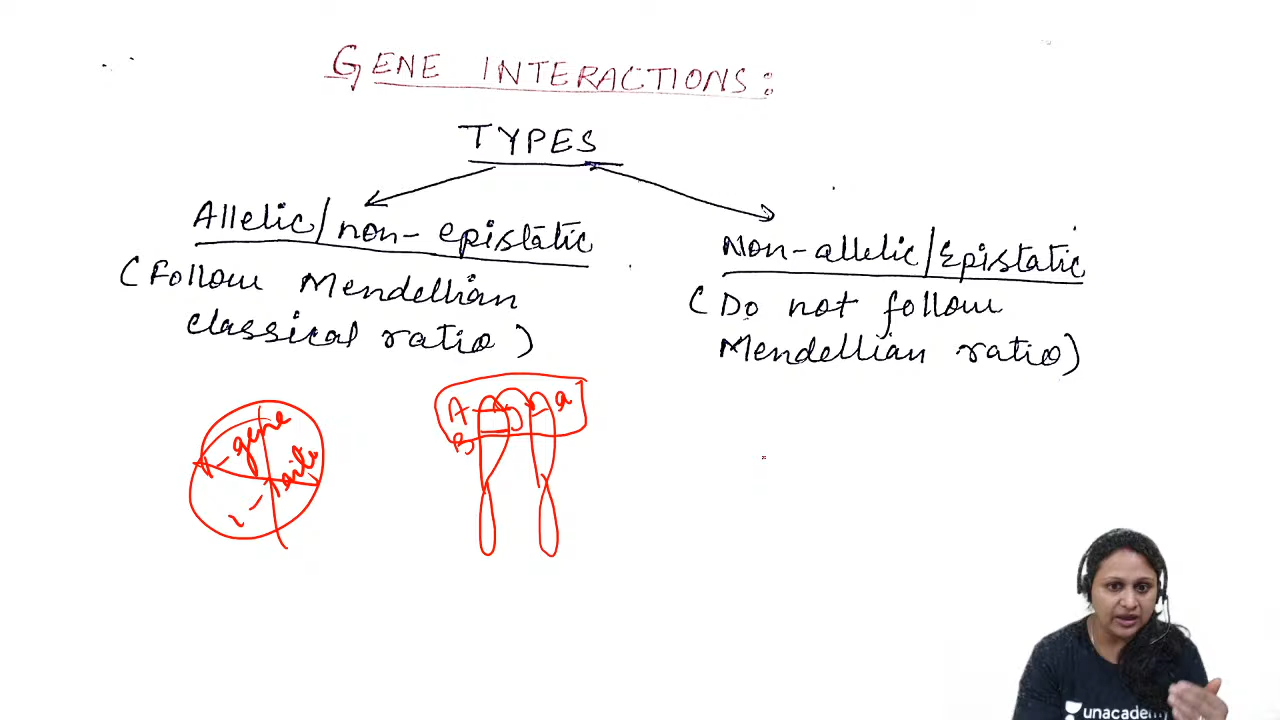 GENE INTERACTIONS:
TYPES
Allelic/non-epistatic
(Follow Mendellian
classical ratio)
Non-allelic/Epistatic
(Do not follow
Mendellian ratio)
gene
A a
B
unacademy